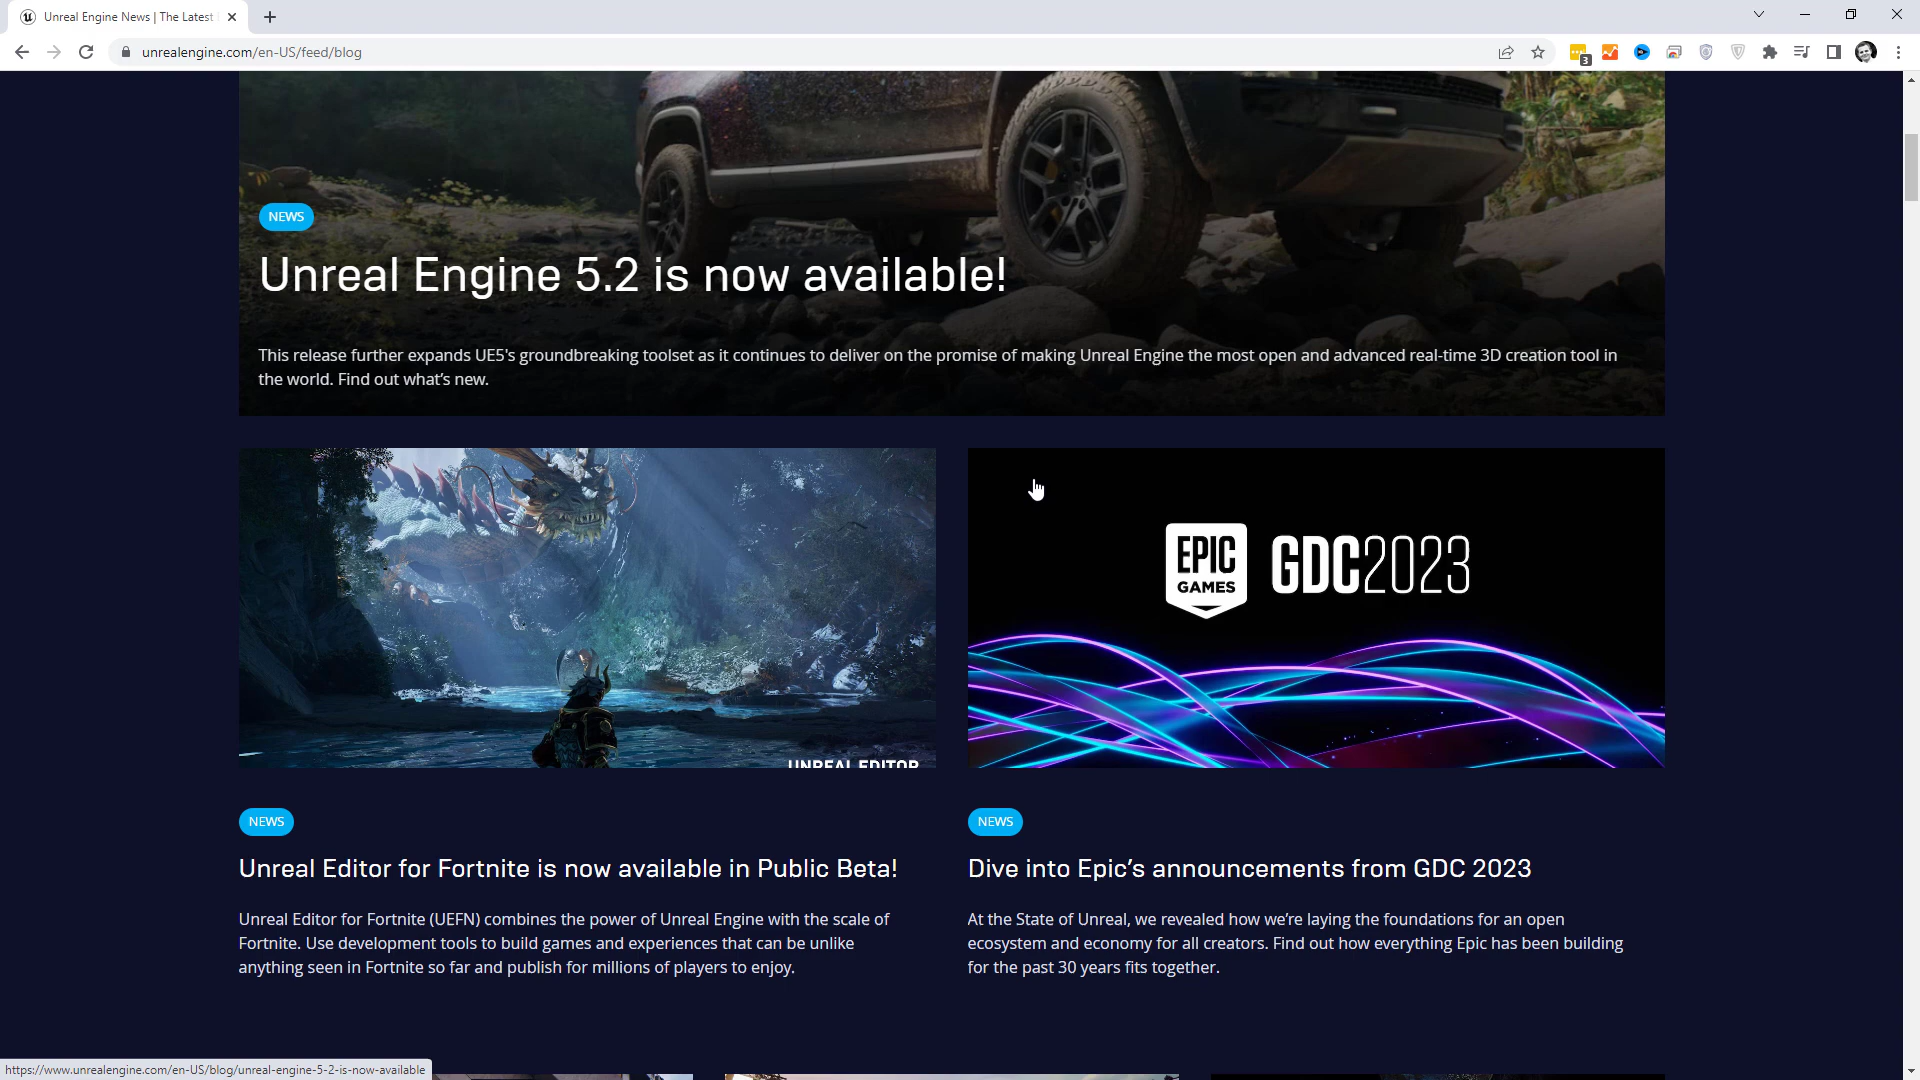 Unreal Engine News | The Latest
unrealengine.com/en-US/feed/blog
3
NEWS
Unreal Engine 5.2 is now available!
This release further expands UE5's groundbreaking toolset as it continues to deliver on the promise of making Unreal Engine the most open and advanced real-time 3D creation tool in
the world. Find out what's new.
UNREAL EDITOR
EPIC
GAMES
GDC2023
NEWS
Unreal Editor for Fortnite is now available in Public Beta!
Unreal Editor for Fortnite (UEFN) combines the power of Unreal Engine with the scale of
Fortnite. Use development tools to build games and experiences that can be unlike
anything seen in Fortnite so far and publish for millions of players to enjoy.
NEWS
Dive into Epic’s announcements from GDC 2023
At the State of Unreal, we revealed how we’re laying the foundations for an open
ecosystem and economy for all creators. Find out how everything Epic has been building
for the past 30 years fits together.
https://www.unrealengine.com/en-US/blog/unreal-engine-5-2-is-now-available